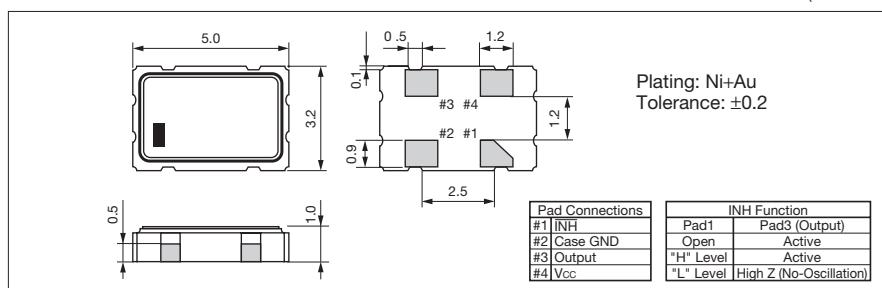 5.0
3.2
0.5
1.0
0 .5
1.2
0.1
#3 #4
#2 #1
1.2
0.9
2.5
Plating: Ni+Au
Tolerance: ±0.2
Pad Connections
#1 INH
#2 Case GND
#3 Output
#4 Vcc
INH Function
Pad1 Pad3 (Output)
Open Active
"H" Level Active
"L" Level High Z (No-Oscillation)